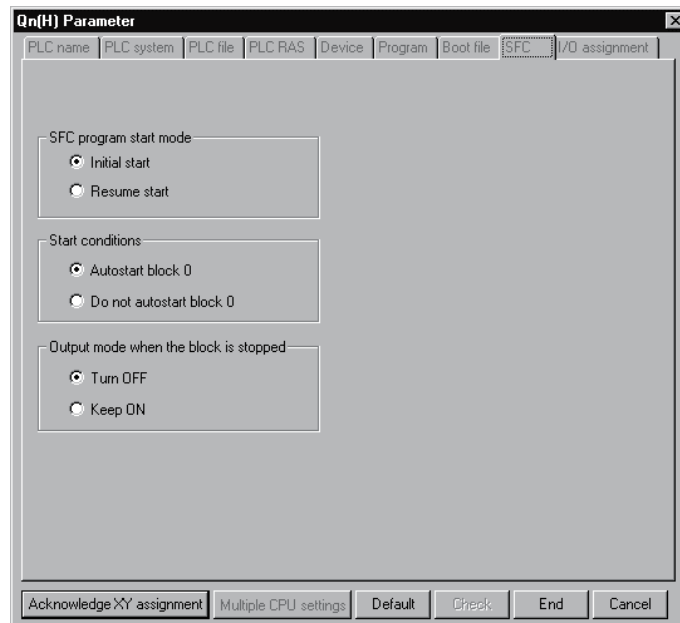 Qn(H) Parameter
PLC name PLC system PLC file PLC RAS Device Program Boot file SFC I/O assignment
SFC program start mode
Initial start
Resume start
Start conditions
Autostart block 0
Do not autostart block 0
Output mode when the block is stopped
Turn OFF
Keep ON
Acknowledge XY assignment Multiple CPU settings Default Check End Cancel